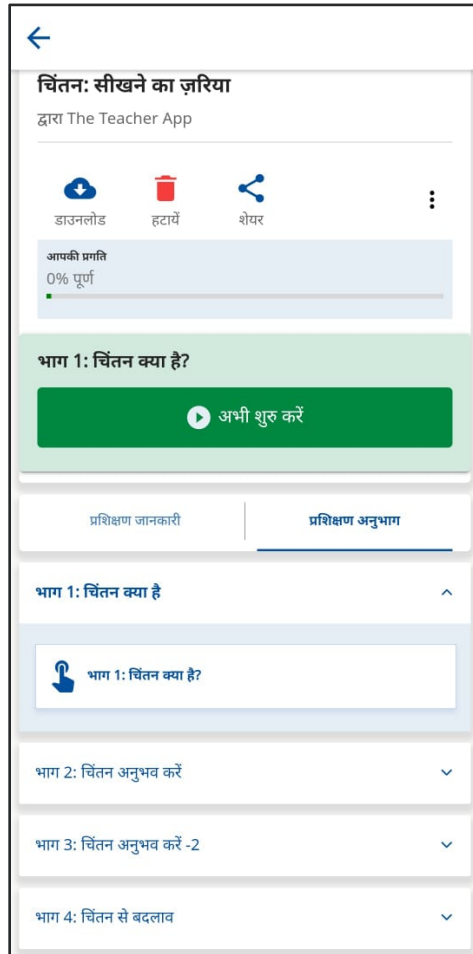 चिंतन: सीखने का ज़रिया
द्वारा The Teacher App
डाउनलोड हटायें शेयर
आपकी प्रगति
0% पूर्ण
भाग 1: चिंतन क्या है?
अभी शुरु करें
प्रशिक्षण जानकारी प्रशिक्षण अनुभाग
भाग 1: चिंतन क्या है
भाग 1: चिंतन क्या है?
भाग 2: चिंतन अनुभव करें
भाग 3: चिंतन अनुभव करें -2
भाग 4: चिंतन से बदलाव